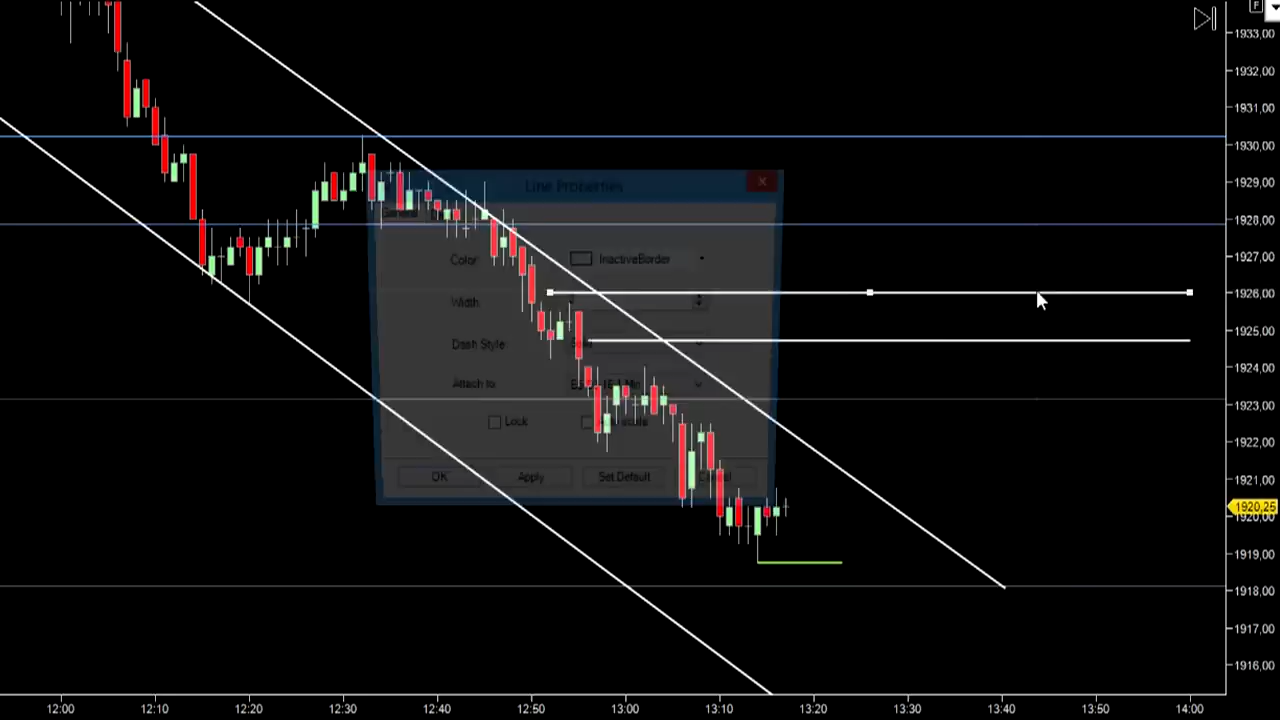 F
1933,00
1932,00
1931,00
1930,00
1929,00
1928,00
1927,00
1926,00
1925,00
1924,00
1923,00
1922,00
1921,00
1920,25
1920,00
1919,00
1918,00
1917,00
1916,00
Line Properties
General
Color: InactiveBorder
Width:
Dash Style:
Attach to:
Lock
OK Apply Set Default
12:00 12:10 12:20 12:30 12:40 12:50 13:00 13:10 13:20 13:30 13:40 13:50 14:00